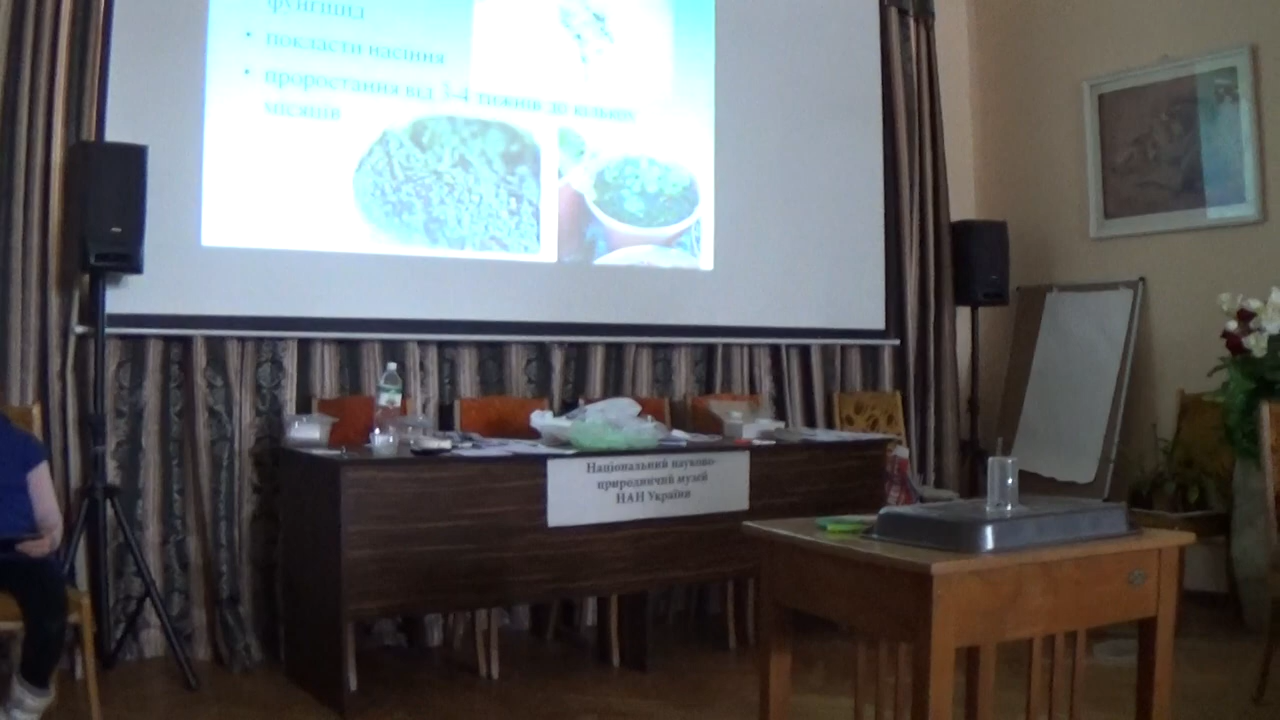 фунгіцид
• покласти насіння
• проростання від 3-4 тижнів до кількох
місяців
Національний науково-
природничий музей
НАН України